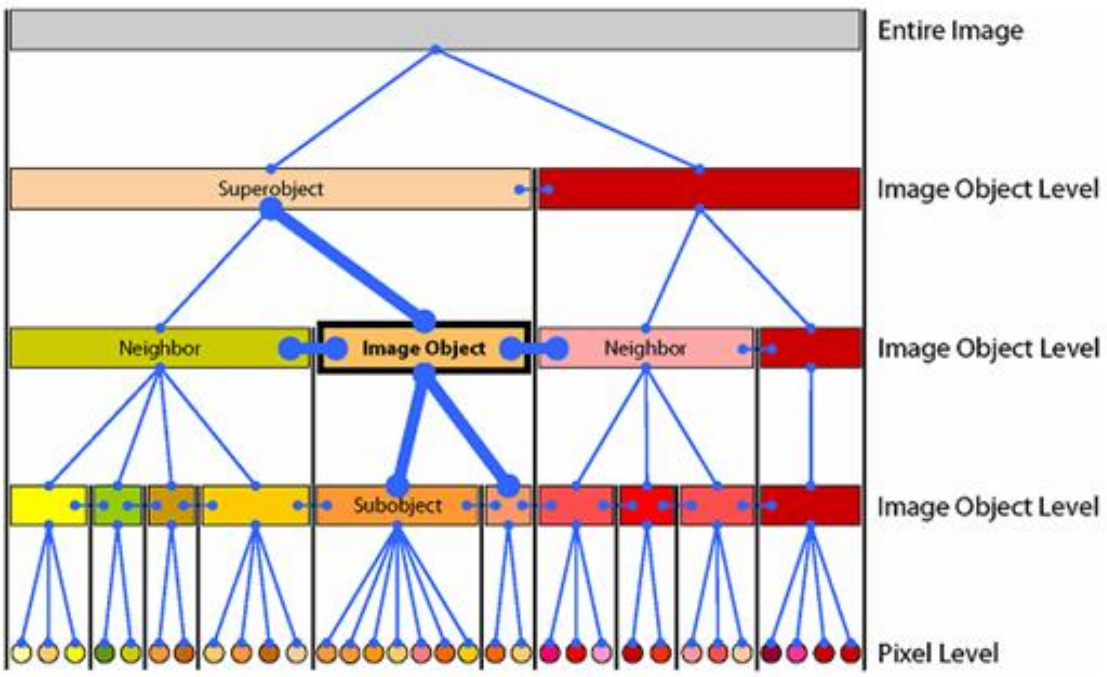 Entire Image
Superobject
Image Object Level
Neighbor
Image Object
Neighbor
Image Object Level
Subobject
Image Object Level
Pixel Level